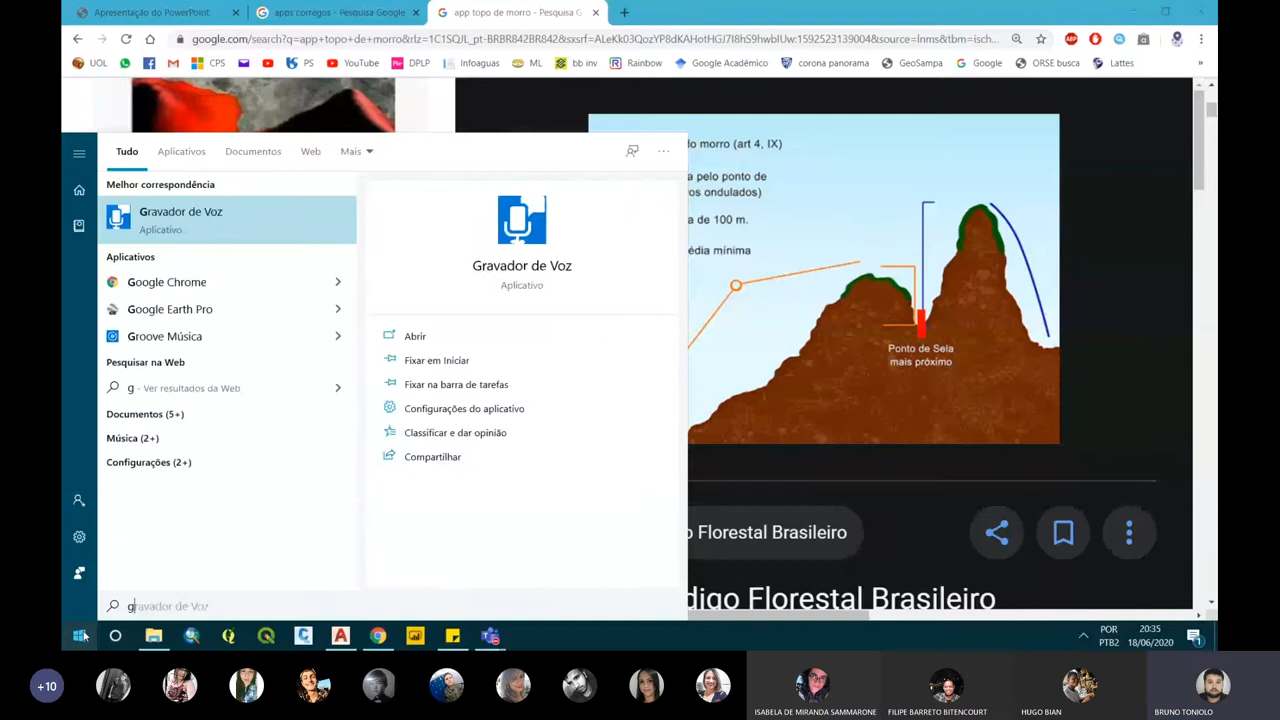 Apresentação do PowerPoint
apps córregos - Pesquisa Google
app topo de morro - Pesquisa G
google.com/search?q=app+topo+de+morro&rlz=1C1SQJL_pt-BRBR842BR842&sxsrf=ALeKk03QozYP8dKAHotHGJ7I8hS9hwbIUw:1592523139004&source=lnms&tbm=isch
UOL
CPS
PS
YouTube
DPLP
Infoaguas
ML
bb inv
Rainbow
Google Acadêmico
corona panorama
GeoSampa
Google
ORSE busca
Lattes
Tudo
Aplicativos
Documentos
Web
Mais
Melhor correspondência
Gravador de Voz
Aplicativo
Aplicativos
Google Chrome
Google Earth Pro
Groove Música
Pesquisar na Web
g - Ver resultados da Web
Documentos (5+)
Música (2+)
Configurações (2+)
gravador de Voz
Gravador de Voz
Aplicativo
Abrir
Fixar em Iniciar
Fixar na barra de tarefas
Configurações do aplicativo
Classificar e dar opinião
Compartilhar
lo morro (art 4, IX)
a pelo ponto de
os ondulados)
a de 100 m.
édia mínima
Ponto de Sela
mais próximo
o Florestal Brasileiro
digo Florestal Brasileiro
POR
PTB2
20:35
18/06/2020
1
+10
ISABELA DE MIRANDA SAMMARONE
FILIPE BARRETO BITENCOURT
HUGO BIAN
BRUNO TONIOLO